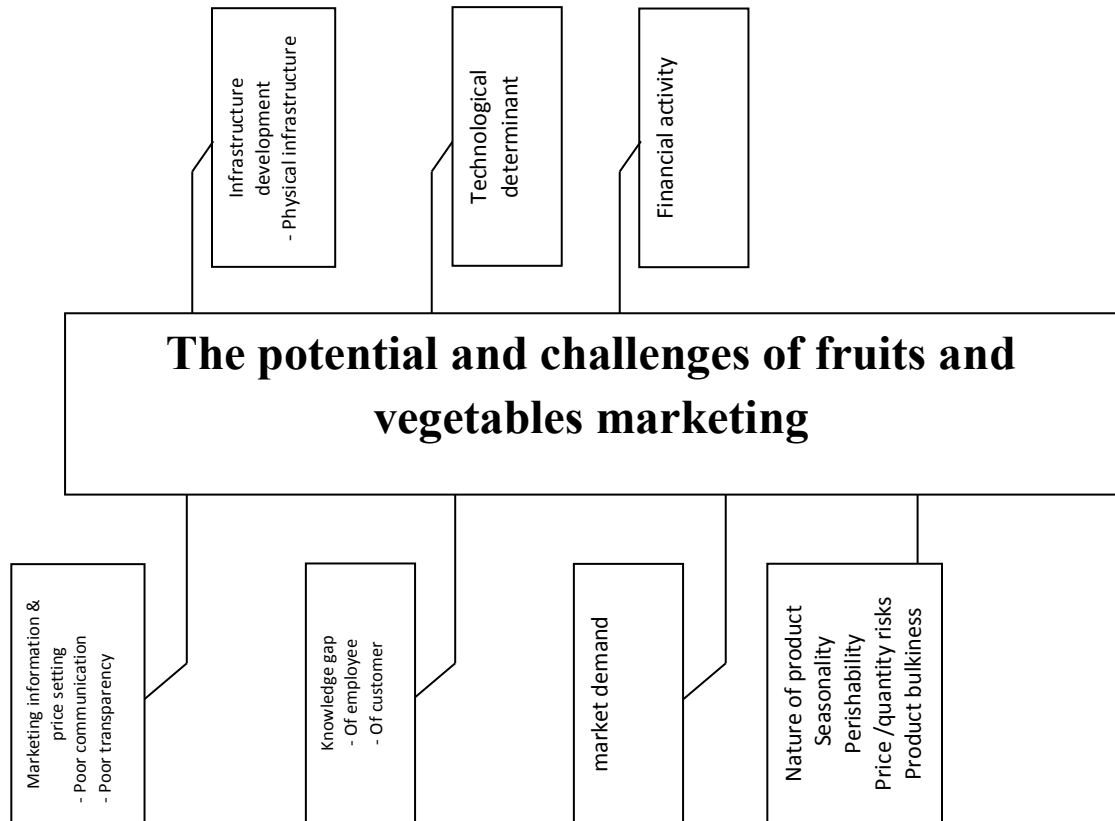 Infrastructure
development
- Physical infrastructure
Technological
determinant
Financial activity
The potential and challenges of fruits and
vegetables marketing
Marketing information &
price setting
- Poor communication
- Poor transparency
Knowledge gap
- Of employee
- Of customer
market demand
Nature of product
Seasonality
Perishability
Price /quantity risks
Product bulkiness